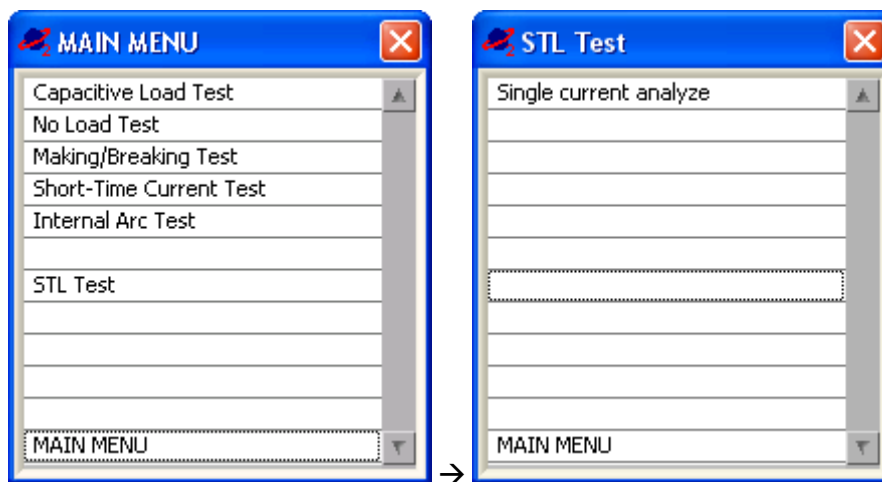 MAIN MENU
Capacitive Load Test
No Load Test
Making/Breaking Test
Short-Time Current Test
Internal Arc Test
STL Test
MAIN MENU
→
STL Test
Single current analyze
MAIN MENU